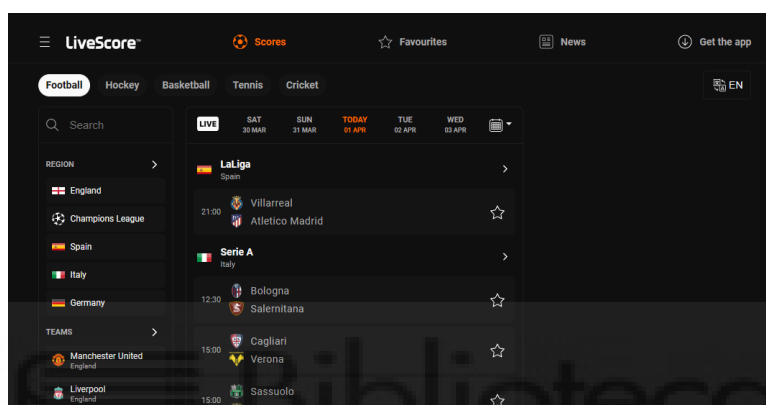 LiveScore™
Scores
Favourites
News
Get the app
Football
Hockey
Basketball
Tennis
Cricket
EN
Search
LIVE
SAT
30 MAR
SUN
31 MAR
TODAY
01 APR
TUE
02 APR
WED
03 APR
REGION
England
Champions League
Spain
Italy
Germany
TEAMS
Manchester United
England
Liverpool
England
LaLiga
Spain
21:00
Villarreal
Atletico Madrid
Serie A
Italy
12:30
Bologna
Salernitana
15:00
Cagliari
Verona
15:00
Sassuolo
Biblioteca